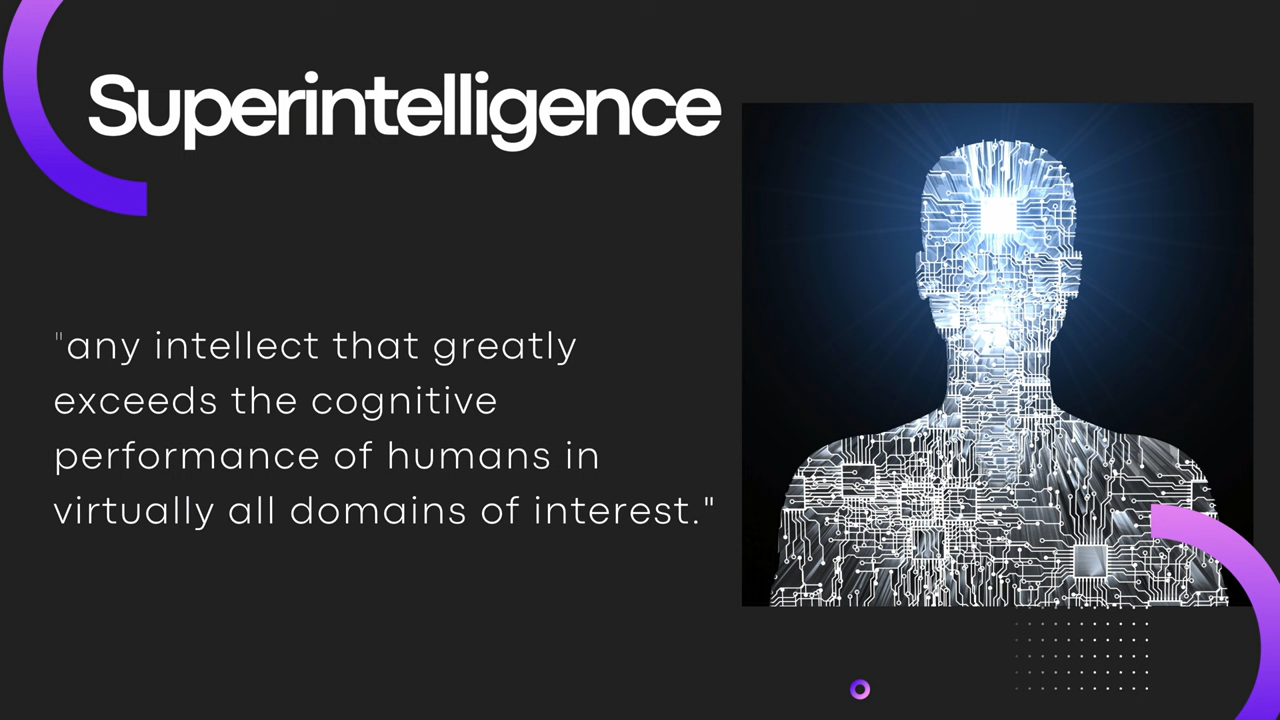 Superintelligence
"any intellect that greatly
exceeds the cognitive
performance of humans in
virtually all domains of interest."